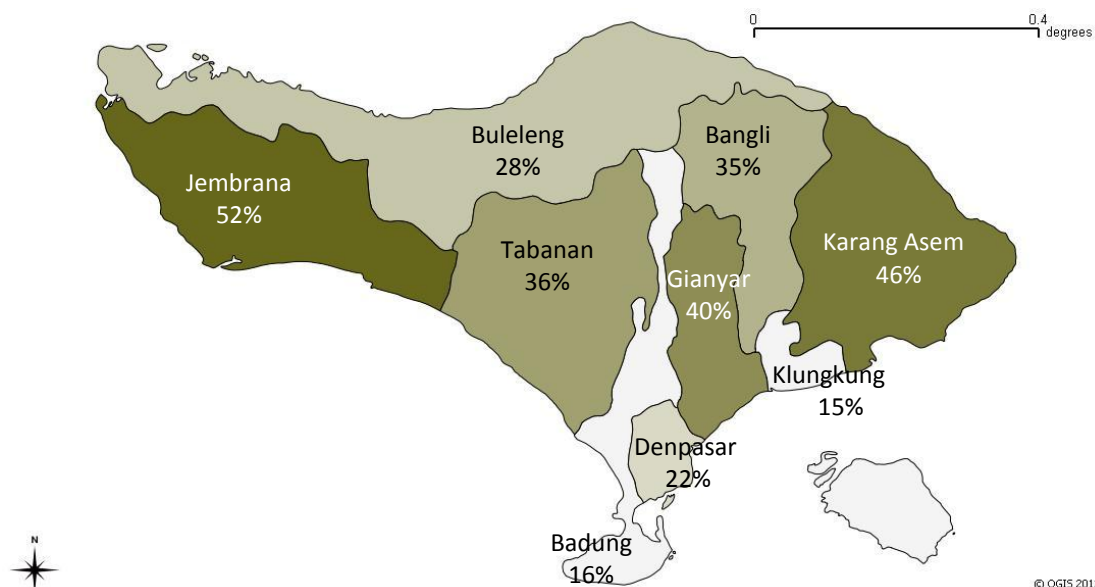 0 0.4
degrees
Buleleng
28%
Bangli
35%
Jembrana
52%
Tabanan
36%
Karang Asem
46%
Gianyar
40%
Klungkung
15%
Denpasar
22%
Badung
16%
N